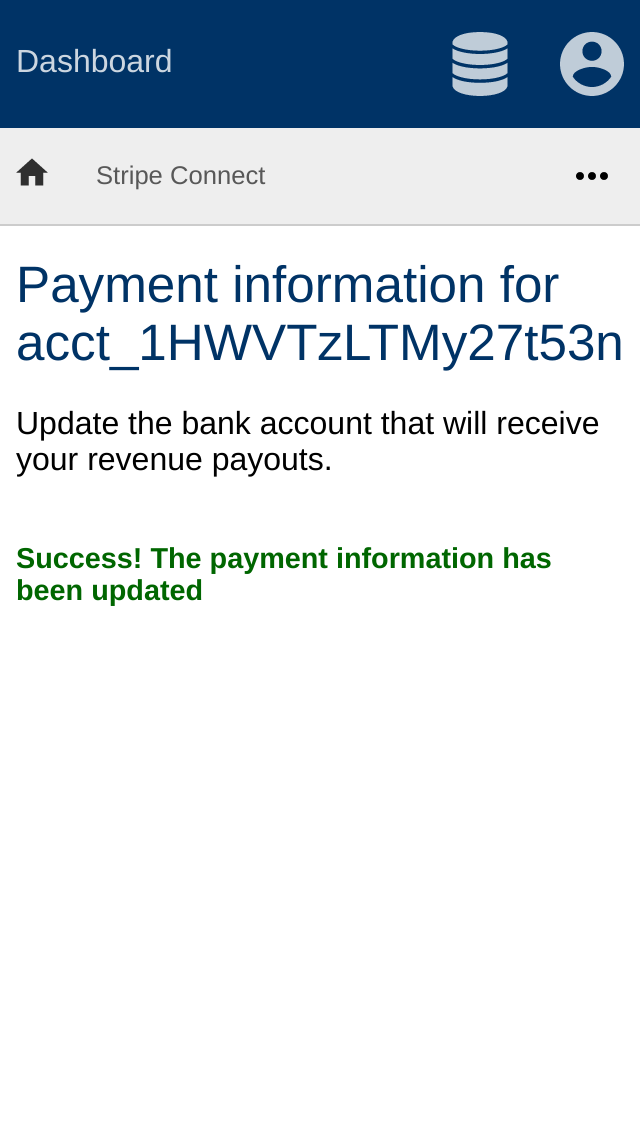 Dashboard
Stripe Connect
Payment information for
acct_1HWVTzLTMy27t53n
Update the bank account that will receive
your revenue payouts.
Success! The payment information has
been updated